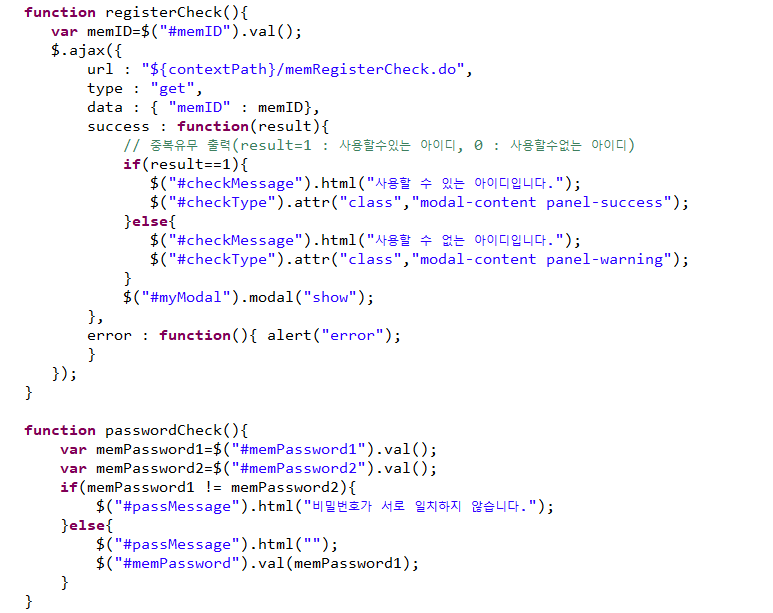 function registerCheck(){
   var memID=$("#memID").val();
   $.ajax({
       url : "${contextPath}/memRegisterCheck.do",
       type : "get",
       data : { "memID" : memID},
       success : function(result){
           // 중복유무 출력(result=1 : 사용할수있는 아이디, 0 : 사용할수없는 아이디)
           if(result==1){
              $("#checkMessage").html("사용할 수 있는 아이디입니다.");
              $("#checkType").attr("class","modal-content panel-success");
           }else{
              $("#checkMessage").html("사용할 수 없는 아이디입니다.");
              $("#checkType").attr("class","modal-content panel-warning");
           }
           $("#myModal").modal("show");
       },
       error : function(){ alert("error");
       }
   });
}
function passwordCheck(){
    var memPassword1=$("#memPassword1").val();
    var memPassword2=$("#memPassword2").val();
    if(memPassword1 != memPassword2){
        $("#passMessage").html("비밀번호가 서로 일치하지 않습니다.");
    }else{
        $("#passMessage").html("");
        $("#memPassword").val(memPassword1);
    }
}